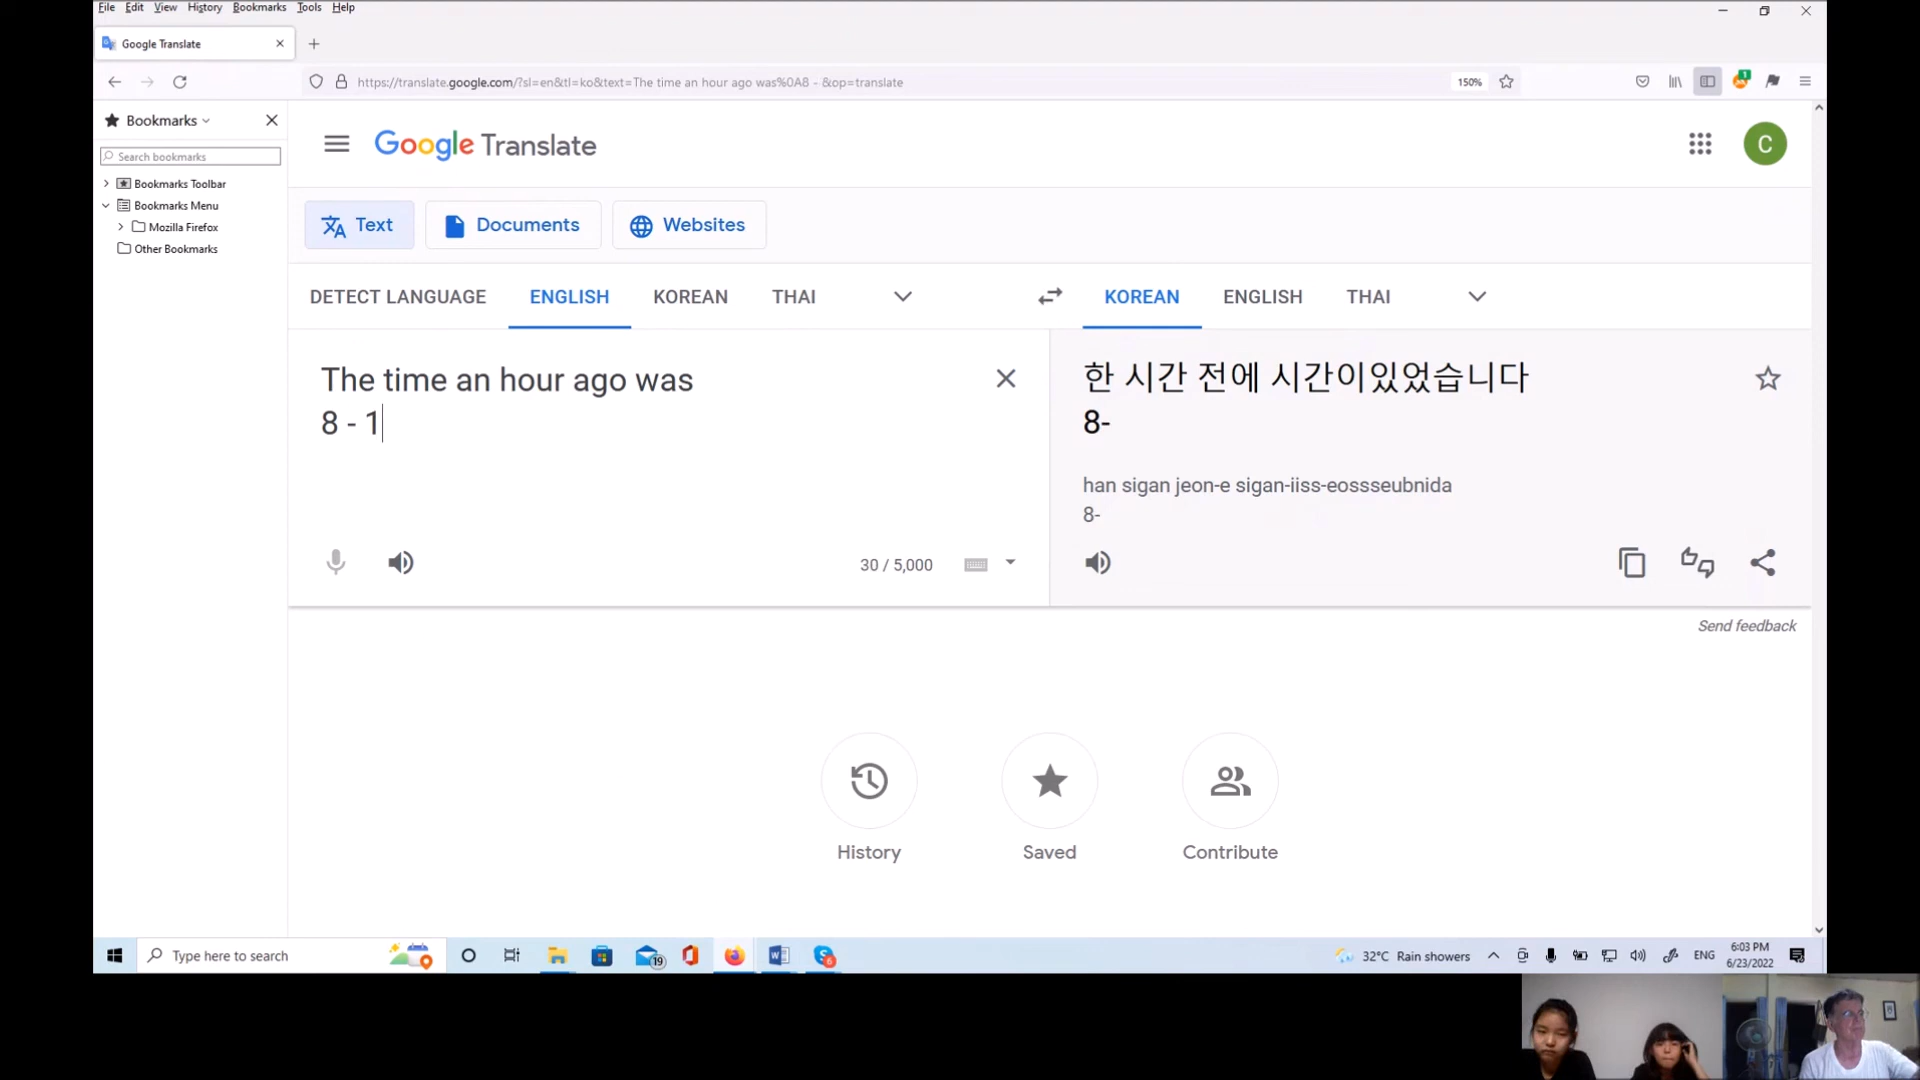 File Edit View History Bookmarks Tools Help
Google Translate
https://translate.google.com/?sl=en&tl=ko&text=The time an hour ago was%0A8 - &op=translate
150%
1
Bookmarks
Search bookmarks
Bookmarks Toolbar
Bookmarks Menu
Mozilla Firefox
Other Bookmarks
Google Translate
C
Text
Documents
Websites
DETECT LANGUAGE ENGLISH KOREAN THAI
KOREAN ENGLISH THAI
The time an hour ago was
8 - 1
30 / 5,000
한 시간 전에 시간이있었습니다
8-
han sigan jeon-e sigan-iiss-eossseubnida
8-
Send feedback
History
Saved
Contribute
Type here to search
19
6
32°C Rain showers
ENG
6:03 PM
6/23/2022